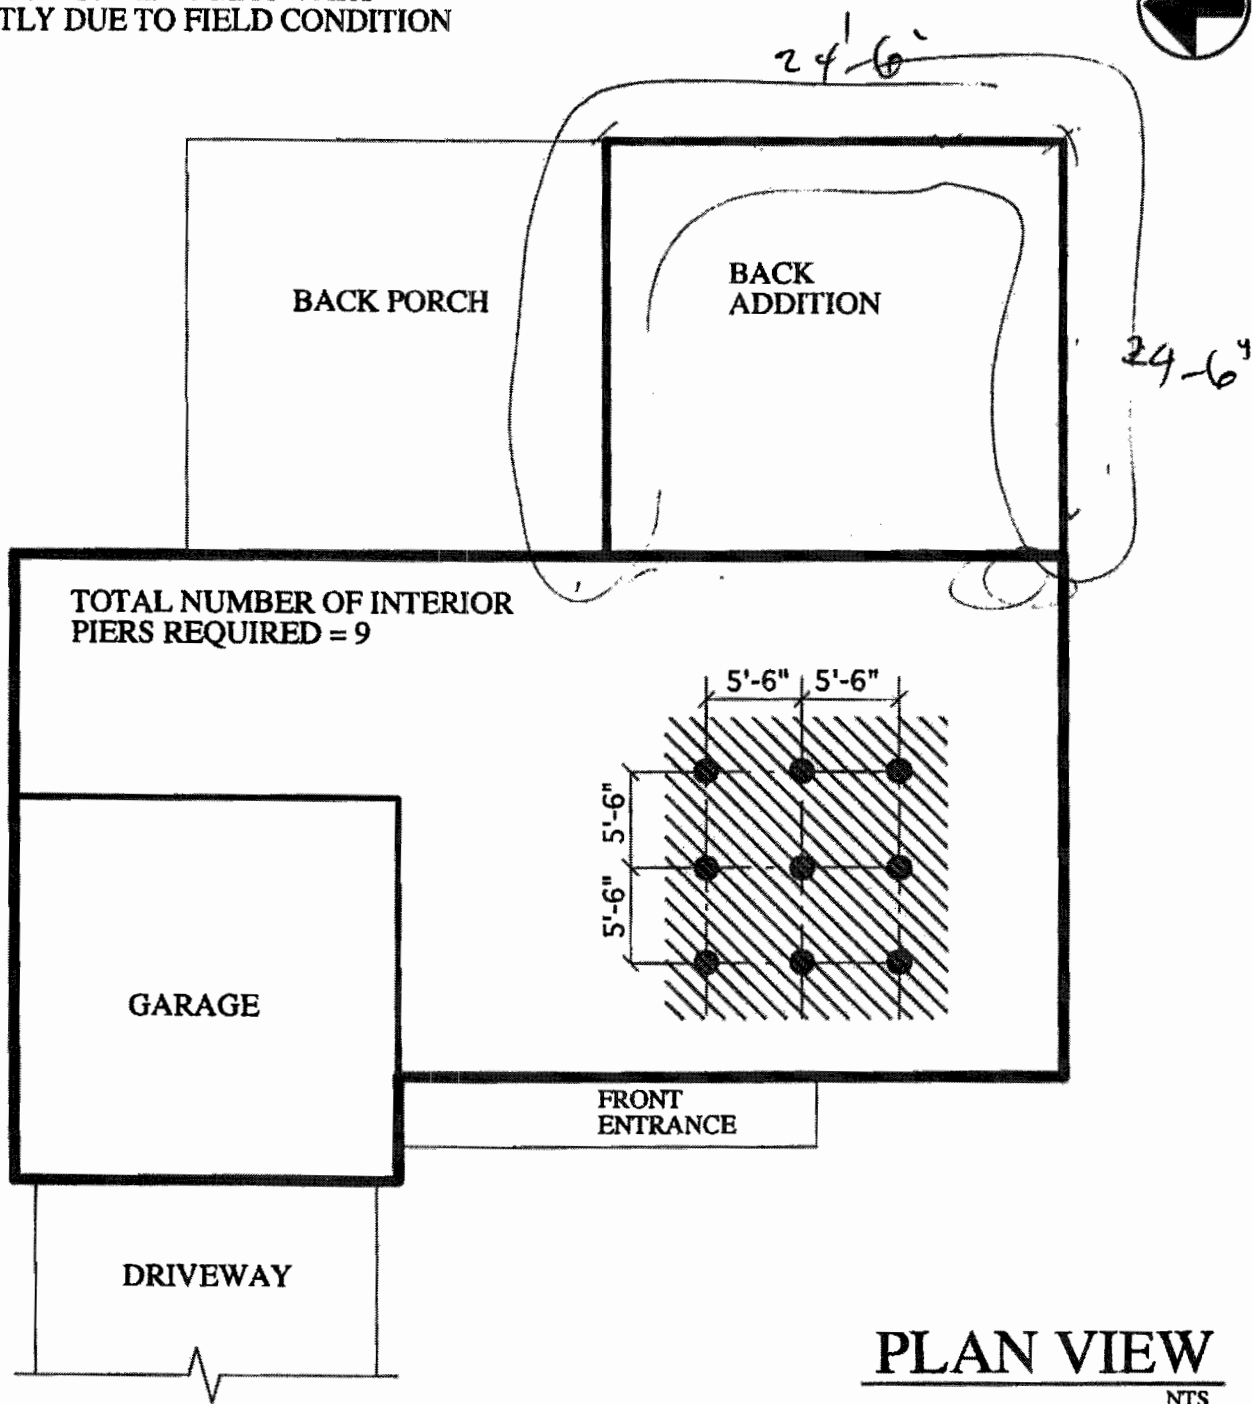 TLY DUE TO FIELD CONDITION
24'-6"
BACK PORCH
BACK
ADDITION
24-6"
TOTAL NUMBER OF INTERIOR
PIERS REQUIRED = 9
5'-6" 5'-6"
5'-6"
5'-6"
GARAGE
FRONT
ENTRANCE
DRIVEWAY
PLAN VIEW
NTS